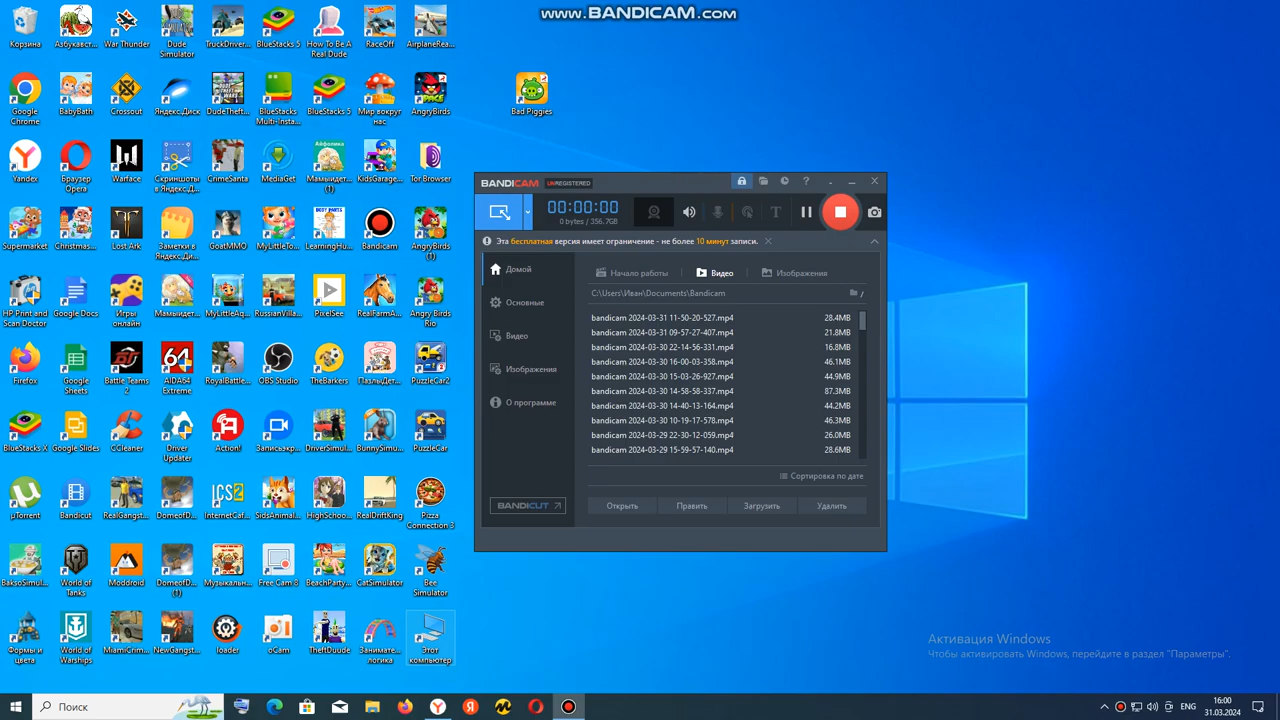 www.BANDICAM.com
Корзина
Азбукавст...
War Thunder
Dude Simulator
TruckDriver...
BlueStacks 5
How To Be A Real Dude
RaceOff
AirplaneRea...
Google Chrome
BabyBath
Crossout
Яндекс.Диск
DudeTheft...
BlueStacks Multi-Insta...
BlueStacks 5
Мир вокруг нас
AngryBirds
Bad Piggies
Yandex
Браузер Opera
Warface
Скриншоты в Яндекс.Д...
CrimeSanta
MediaGet
Мамыидет... (1)
KidsGarage...
Tor Browser
Supermarket
Christmas...
Lost Ark
Заметки в Яндекс.Ди...
GoatMMO
MyLittleTo...
LearningHu...
Bandicam
AngryBirds (1)
HP Print and Scan Doctor
Google Docs
Игры онлайн
Мамыидет...
MyLittleAq...
RussianVilla...
PixelSee
RealFarmA...
Angry Birds Rio
Firefox
Google Sheets
Battle Teams 2
AIDA64 Extreme
RoyalBattle...
OBS Studio
TheBarkers
ПазлыДет...
PuzzleCar2
BlueStacks X
Google Slides
CCleaner
Driver Updater
Action!
Записьэкр...
DriverSimul...
BunnySimu...
PuzzleCar
µTorrent
Bandicut
RealGangst...
DomeofD...
InternetCaf...
SidsAnimal...
HighSchoo...
RealDriftKing
Pizza Connection 3
BaksoSimul...
World of Tanks
Moddroid
DomeofD... (1)
Музыкальн...
Free Cam 8
BeachParty...
CatSimulator
Bee Simulator
Формы и цвета
World of Warships
MiamiCrim...
NewGangst...
loader
oCam
TheftDuude
Занимате... логика
Этот компьютер
BANDICAM UNREGISTERED
00:00:00
0 bytes / 356.7GB
Эта бесплатная версия имеет ограничение - не более 10 минут записи.
Домой
Основные
Видео
Изображения
О программе
BANDICUT
Начало работы
Видео
Изображения
C:\Users\Иван\Documents\Bandicam
bandicam 2024-03-31 11-50-20-527.mp4 28.4MB
bandicam 2024-03-31 09-57-27-407.mp4 21.8MB
bandicam 2024-03-30 22-14-56-331.mp4 16.8MB
bandicam 2024-03-30 16-00-03-358.mp4 46.1MB
bandicam 2024-03-30 15-03-26-927.mp4 44.9MB
bandicam 2024-03-30 14-58-58-337.mp4 87.3MB
bandicam 2024-03-30 14-40-13-164.mp4 44.2MB
bandicam 2024-03-30 10-19-17-578.mp4 46.3MB
bandicam 2024-03-29 22-30-12-059.mp4 26.0MB
bandicam 2024-03-29 15-59-57-140.mp4 28.6MB
Сортировка по дате
Открыть
Править
Загрузить
Удалить
Активация Windows
Чтобы активировать Windows, перейдите в раздел "Параметры".
Поиск
16:00
31.03.2024